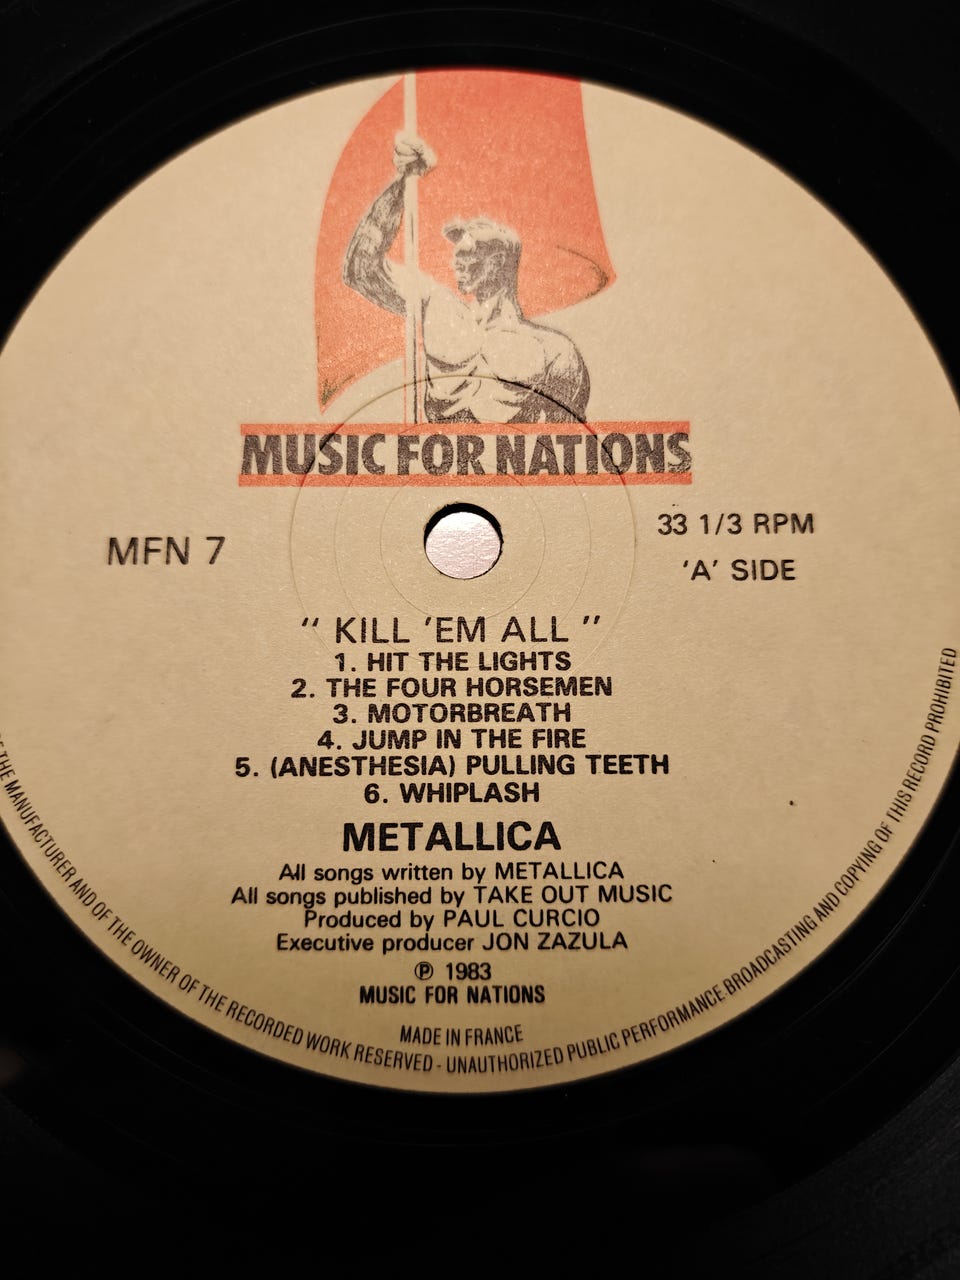 MUSIC FOR NATIONS
MFN 7
33 1/3 RPM
'A' SIDE
" KILL 'EM ALL "
1. HIT THE LIGHTS
2. THE FOUR HORSEMEN
3. MOTORBREATH
4. JUMP IN THE FIRE
5. (ANESTHESIA) PULLING TEETH
6. WHIPLASH
METALLICA
All songs written by METALLICA
All songs published by TAKE OUT MUSIC
Produced by PAUL CURCIO
Executive producer JON ZAZULA
℗ 1983
MUSIC FOR NATIONS
MADE IN FRANCE
THE MANUFACTURER AND OF THE OWNER OF THE RECORDED WORK RESERVED - UNAUTHORIZED PUBLIC PERFORMANCE-BROADCASTING AND COPYING OF THIS RECORD PROHIBITED